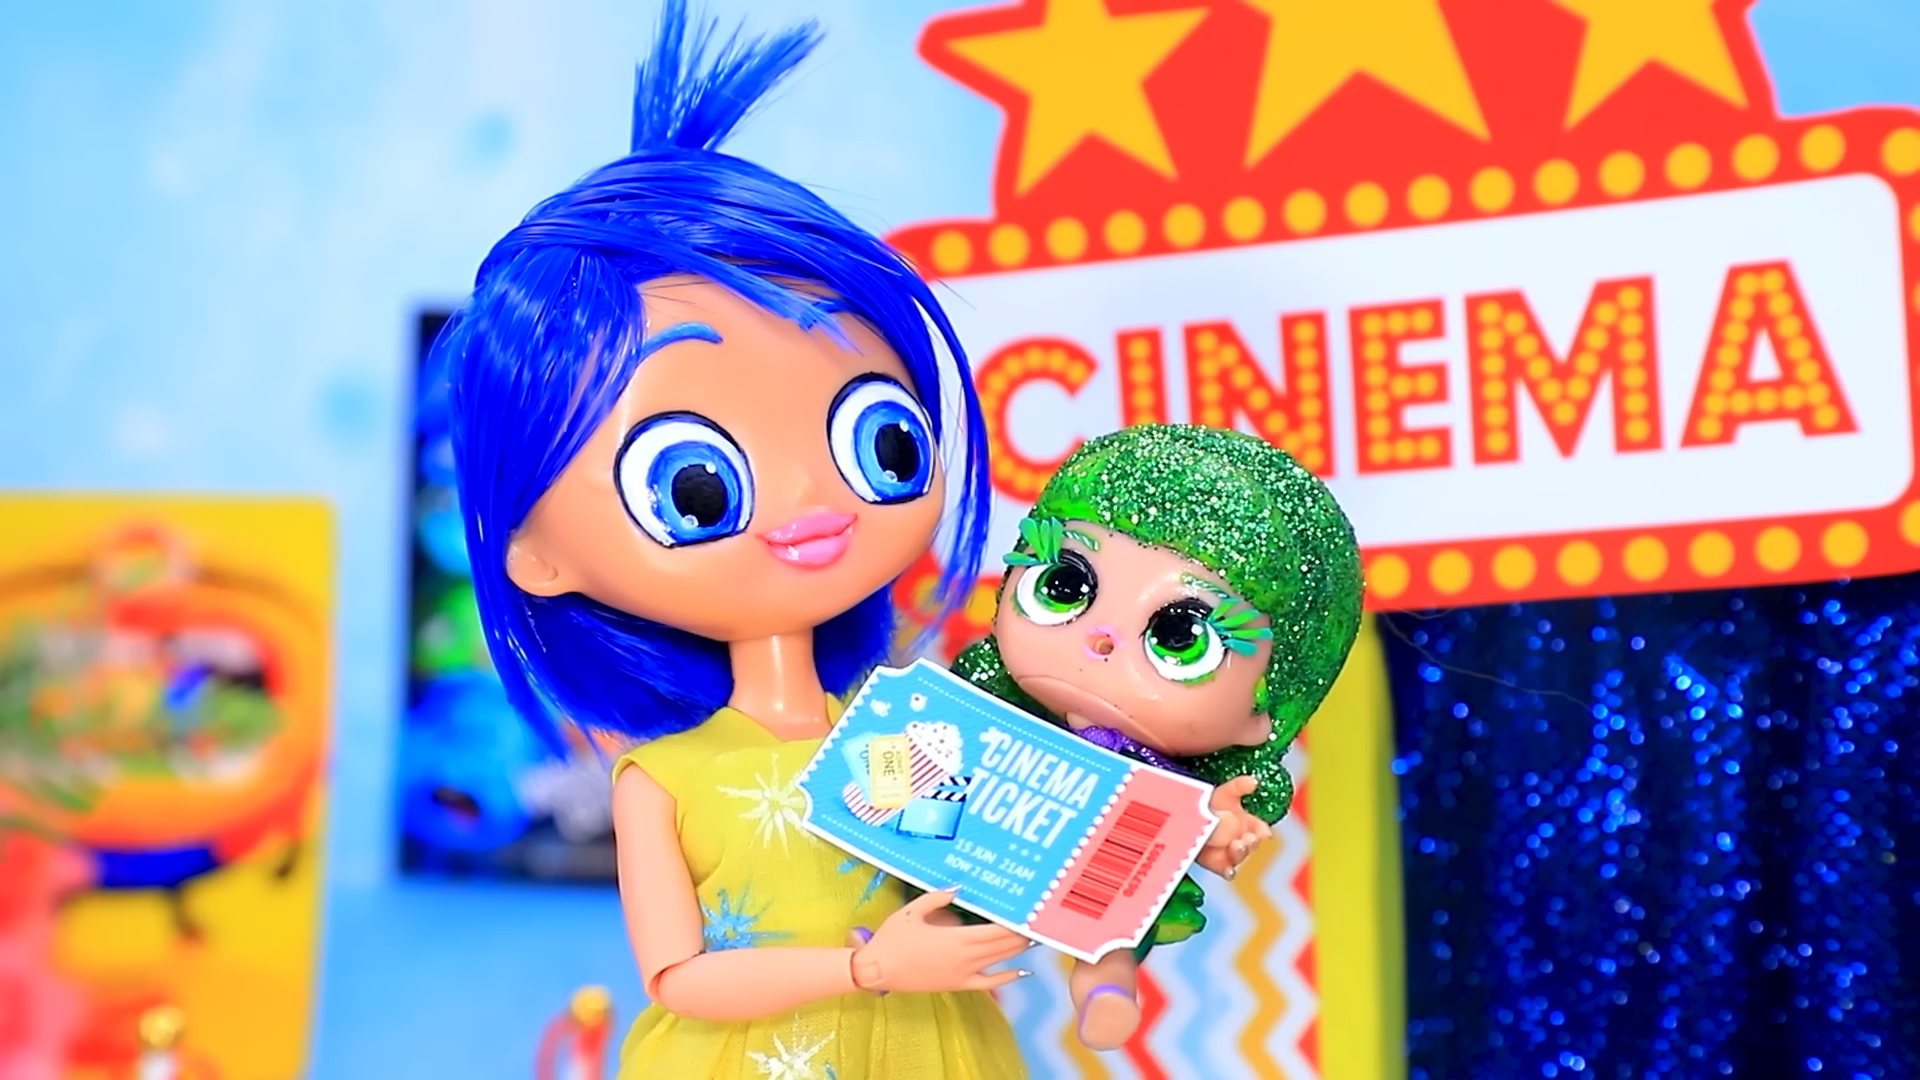 CINEMA
CINEMA
TICKET
15 JUN 21AM
ROW 2 SEAT 24
ONE